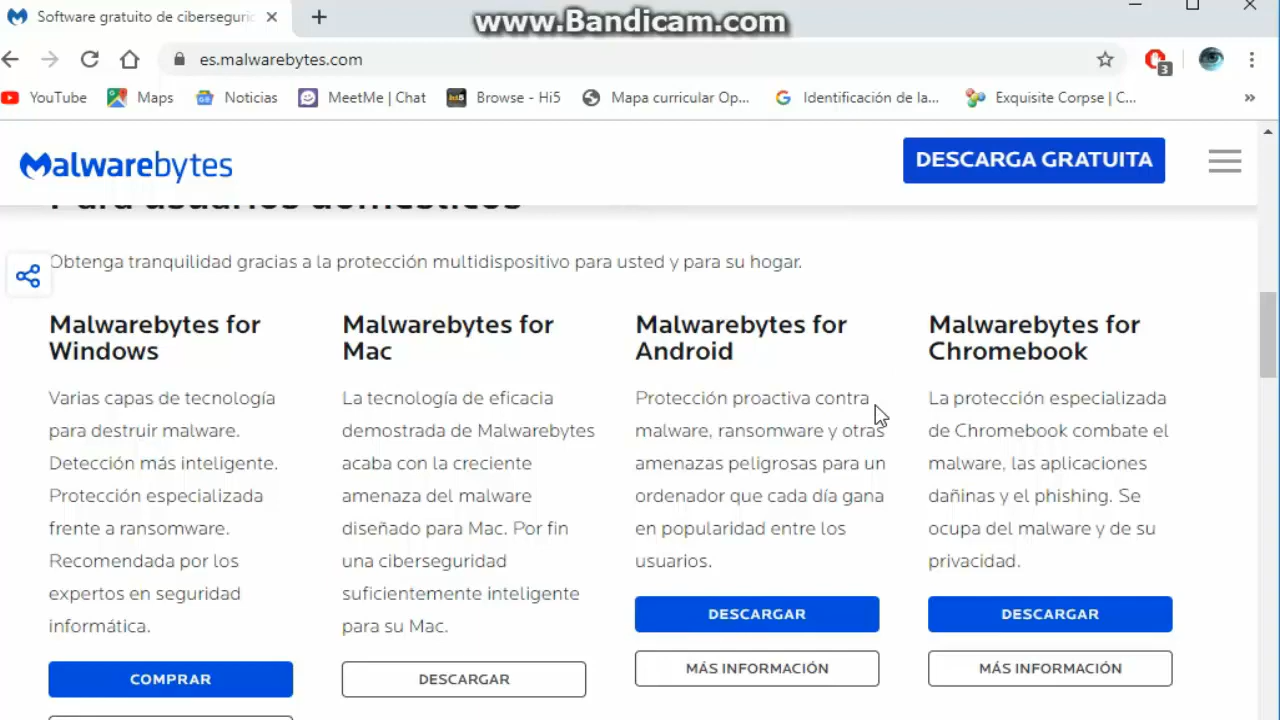 Software gratuito de cibersegurid
www.Bandicam.com
es.malwarebytes.com
3
YouTube
Maps
Noticias
MeetMe | Chat
hi5
Browse - Hi5
Mapa curricular Op...
Identificación de la...
Exquisite Corpse | C...
»
Malwarebytes
DESCARGA GRATUITA
Para usuarios domésticos
Obtenga tranquilidad gracias a la protección multidispositivo para usted y para su hogar.
Malwarebytes for
Windows
Varias capas de tecnología
para destruir malware.
Detección más inteligente.
Protección especializada
frente a ransomware.
Recomendada por los
expertos en seguridad
informática.
COMPRAR
Malwarebytes for
Mac
La tecnología de eficacia
demostrada de Malwarebytes
acaba con la creciente
amenaza del malware
diseñado para Mac. Por fin
una ciberseguridad
suficientemente inteligente
para su Mac.
DESCARGAR
Malwarebytes for
Android
Protección proactiva contra
malware, ransomware y otras
amenazas peligrosas para un
ordenador que cada día gana
en popularidad entre los
usuarios.
DESCARGAR
MÁS INFORMACIÓN
Malwarebytes for
Chromebook
La protección especializada
de Chromebook combate el
malware, las aplicaciones
dañinas y el phishing. Se
ocupa del malware y de su
privacidad.
DESCARGAR
MÁS INFORMACIÓN